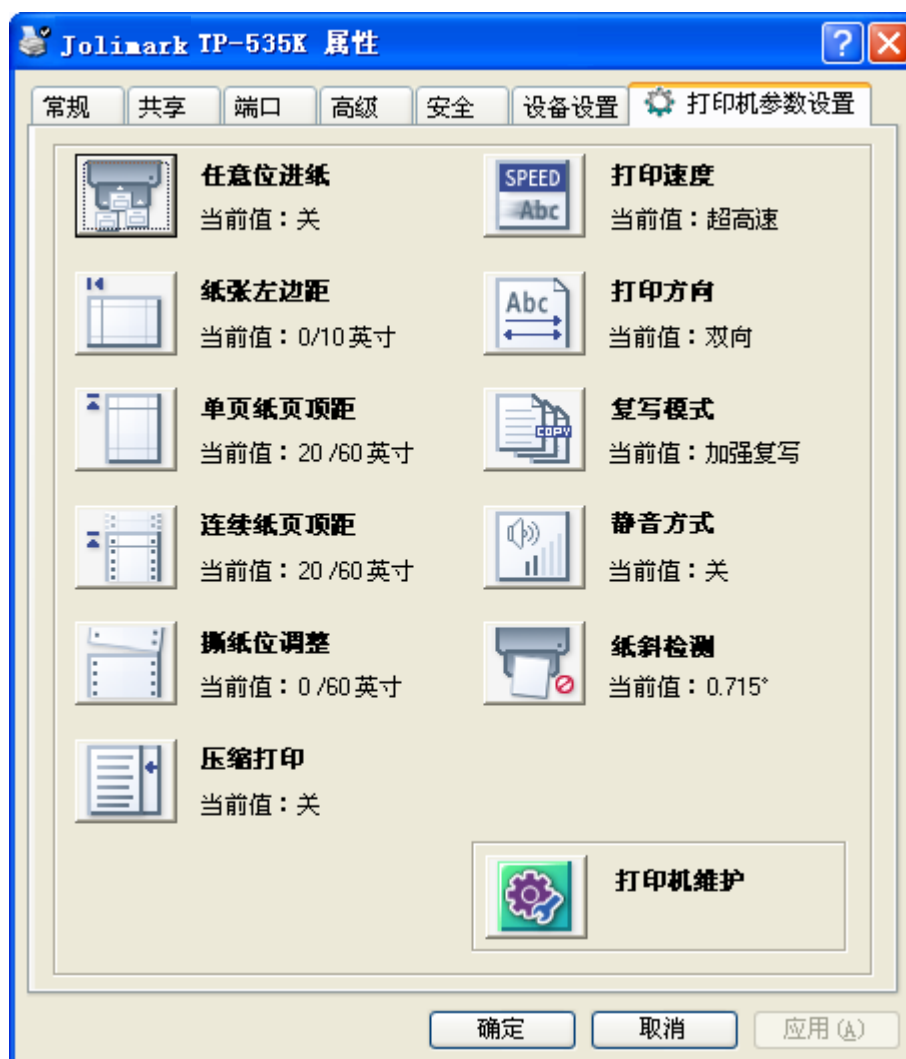 Jolimark TP-535K 属性
常规 共享 端口 高级 安全 设备设置 打印机参数设置
任意位进纸
当前值：关
SPEED
Abc
打印速度
当前值：超高速
纸张左边距
当前值：0/10英寸
Abc
打印方向
当前值：双向
单页纸页顶距
当前值：20 /60英寸
COPY
复写模式
当前值：加强复写
连续纸页顶距
当前值：20 /60英寸
静音方式
当前值：关
撕纸位调整
当前值：0 /60英寸
纸斜检测
当前值：0.715°
压缩打印
当前值：关
打印机维护
确定 取消 应用(A)